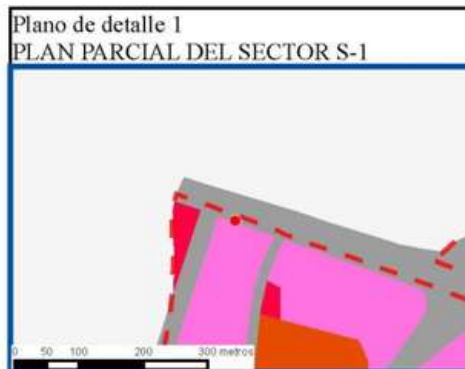 Plano de detalle 1
PLAN PARCIAL DEL SECTOR S-1
0 50 100 200 300 metros